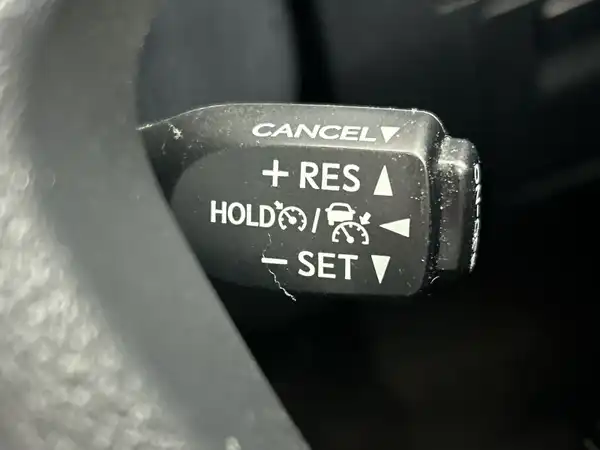 CANCEL▼
+ RES ▲
HOLD / ◀
− SET ▼